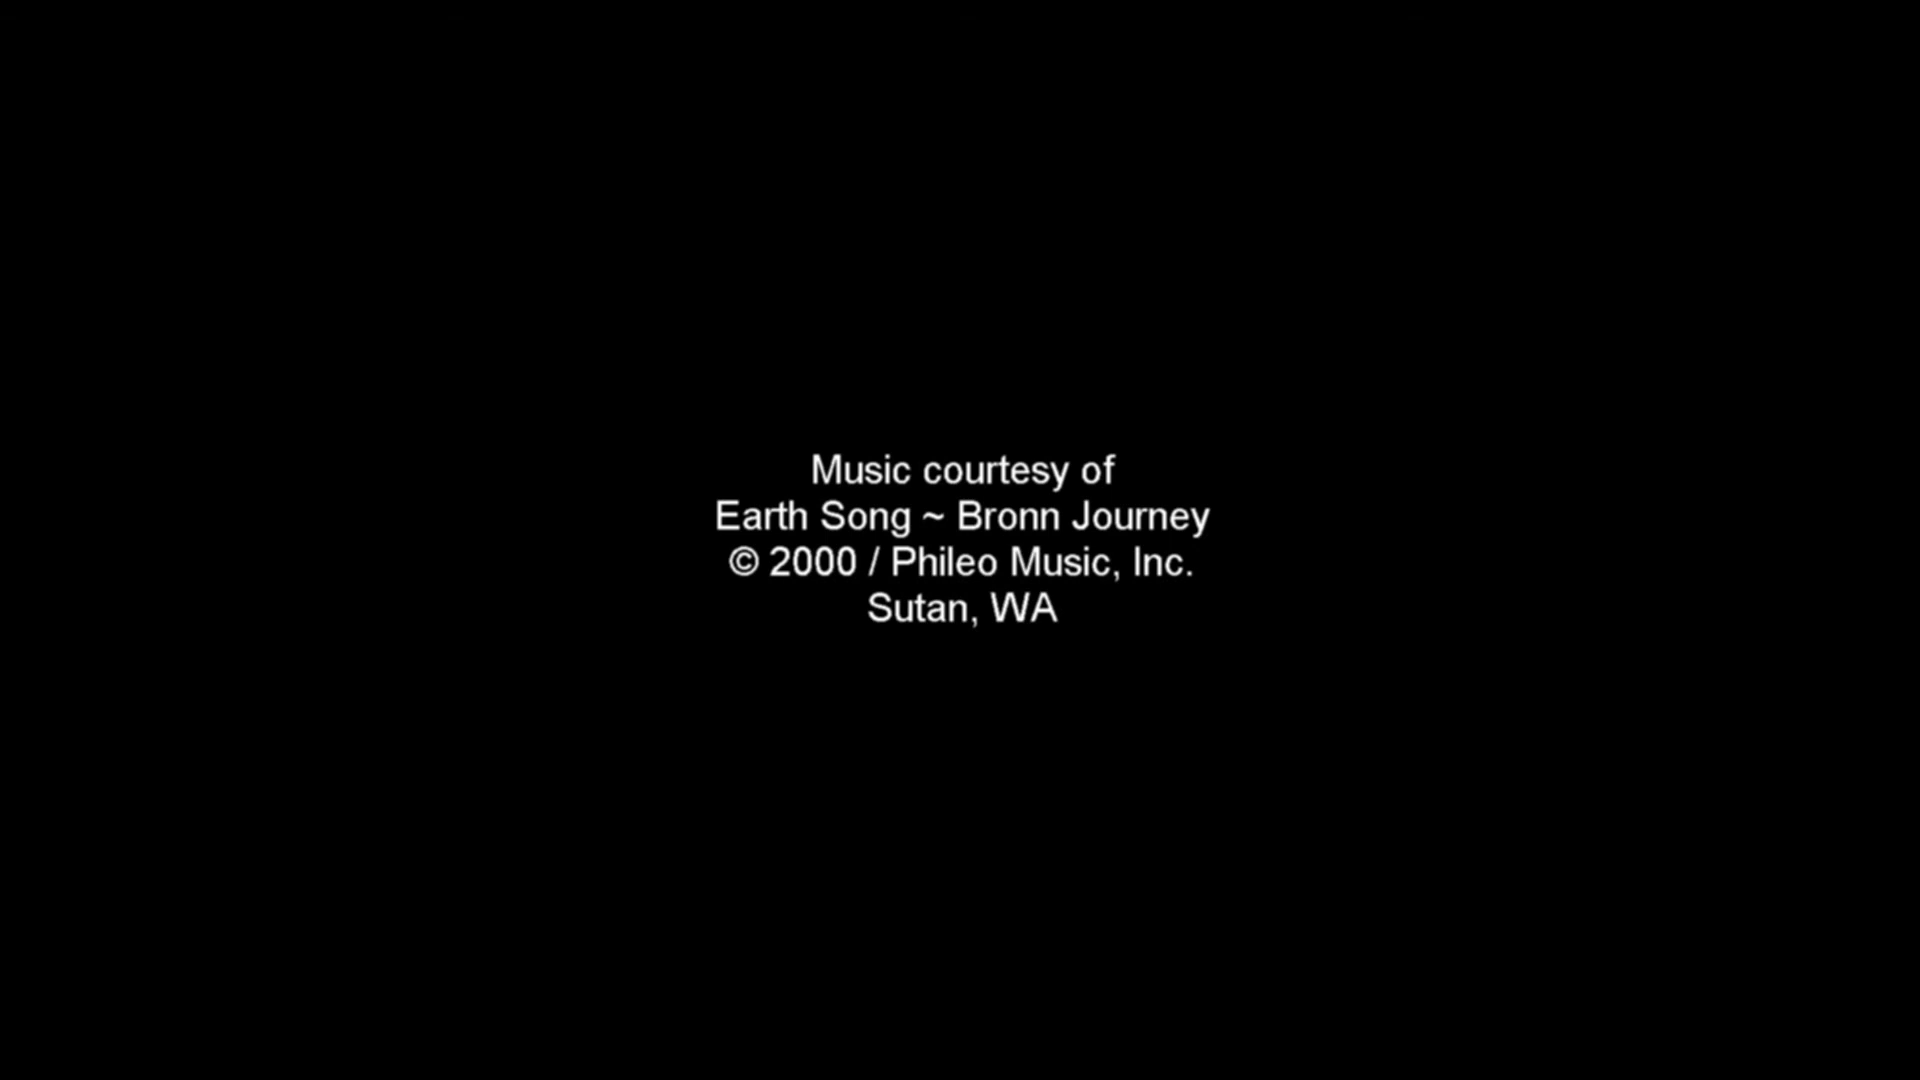 Music courtesy of
Earth Song ~ Bronn Journey
© 2000 / Phileo Music, Inc.
Sutan, WA